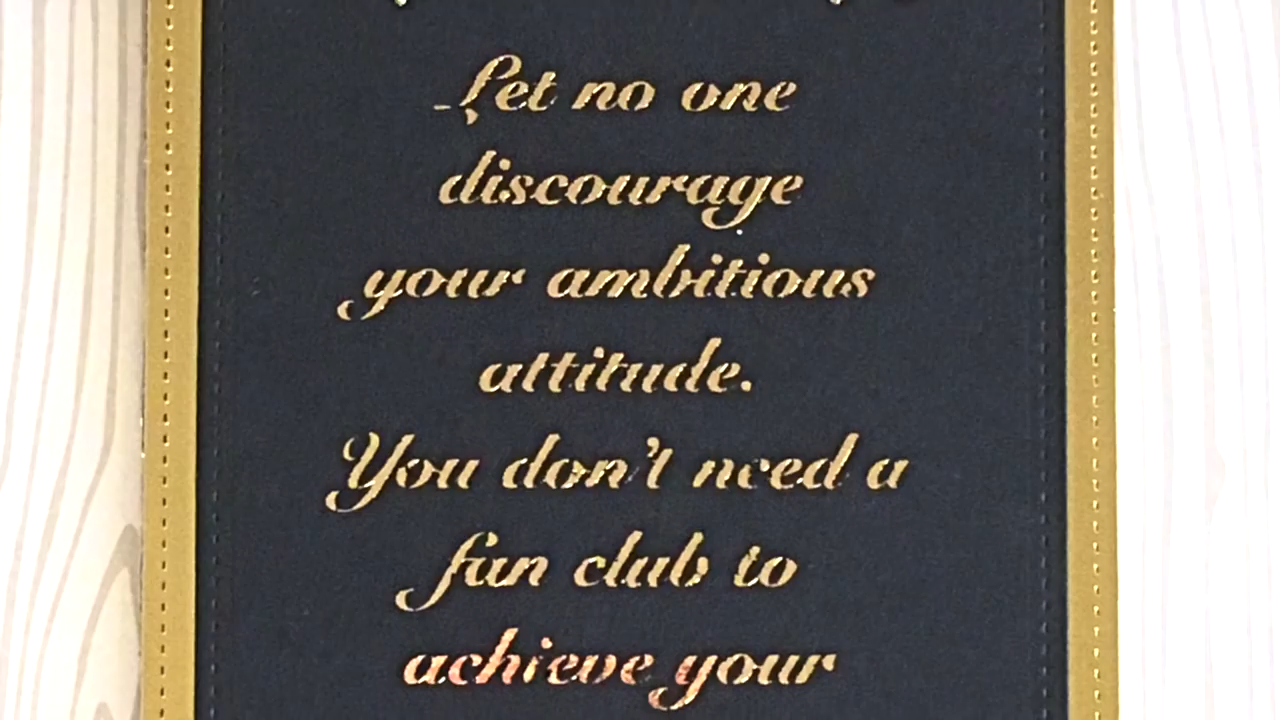 Let no one
discourage
your ambitious
attitude.
You don't need a
fan club to
achieve your